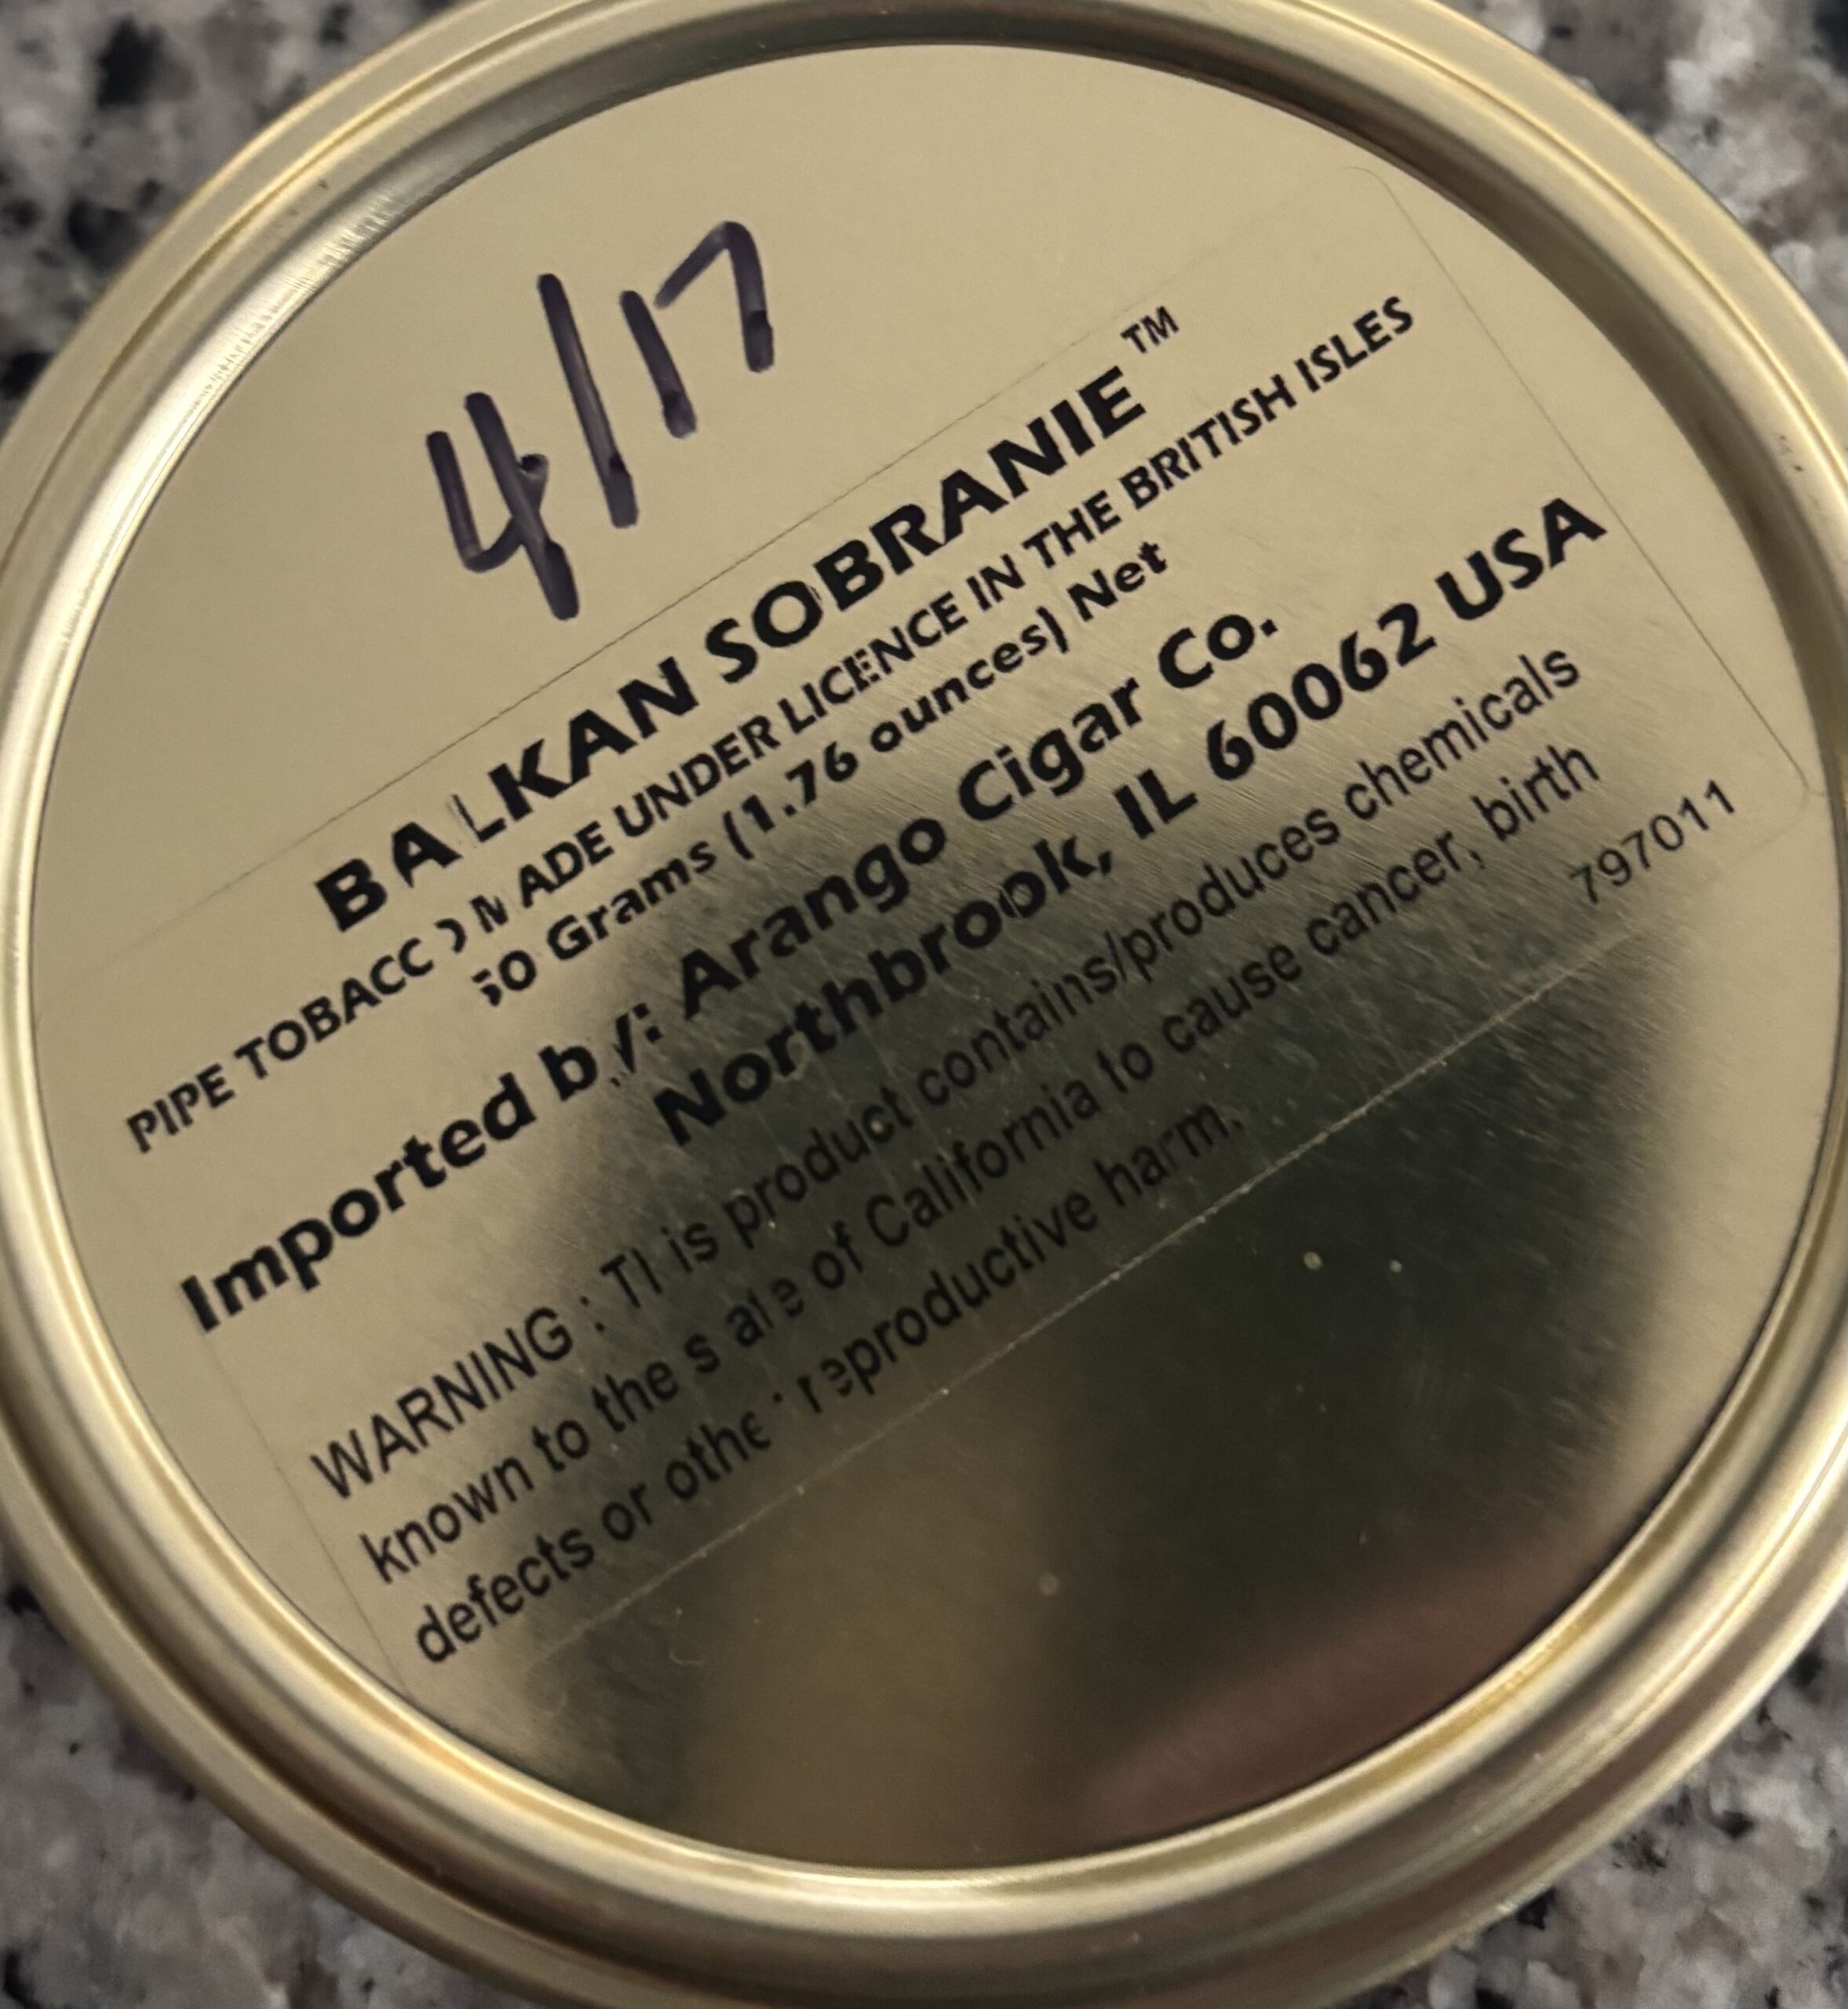 4/17
BALKAN SOBRANIE™
PIPE TOBACCO MADE UNDER LICENCE IN THE BRITISH ISLES
50 Grams (1.76 ounces) Net
Imported by: Arango Cigar Co.
Northbrook, IL 60062 USA
WARNING : This product contains/produces chemicals
known to the sale of California to cause cancer, birth
defects or other reproductive harm.
797011